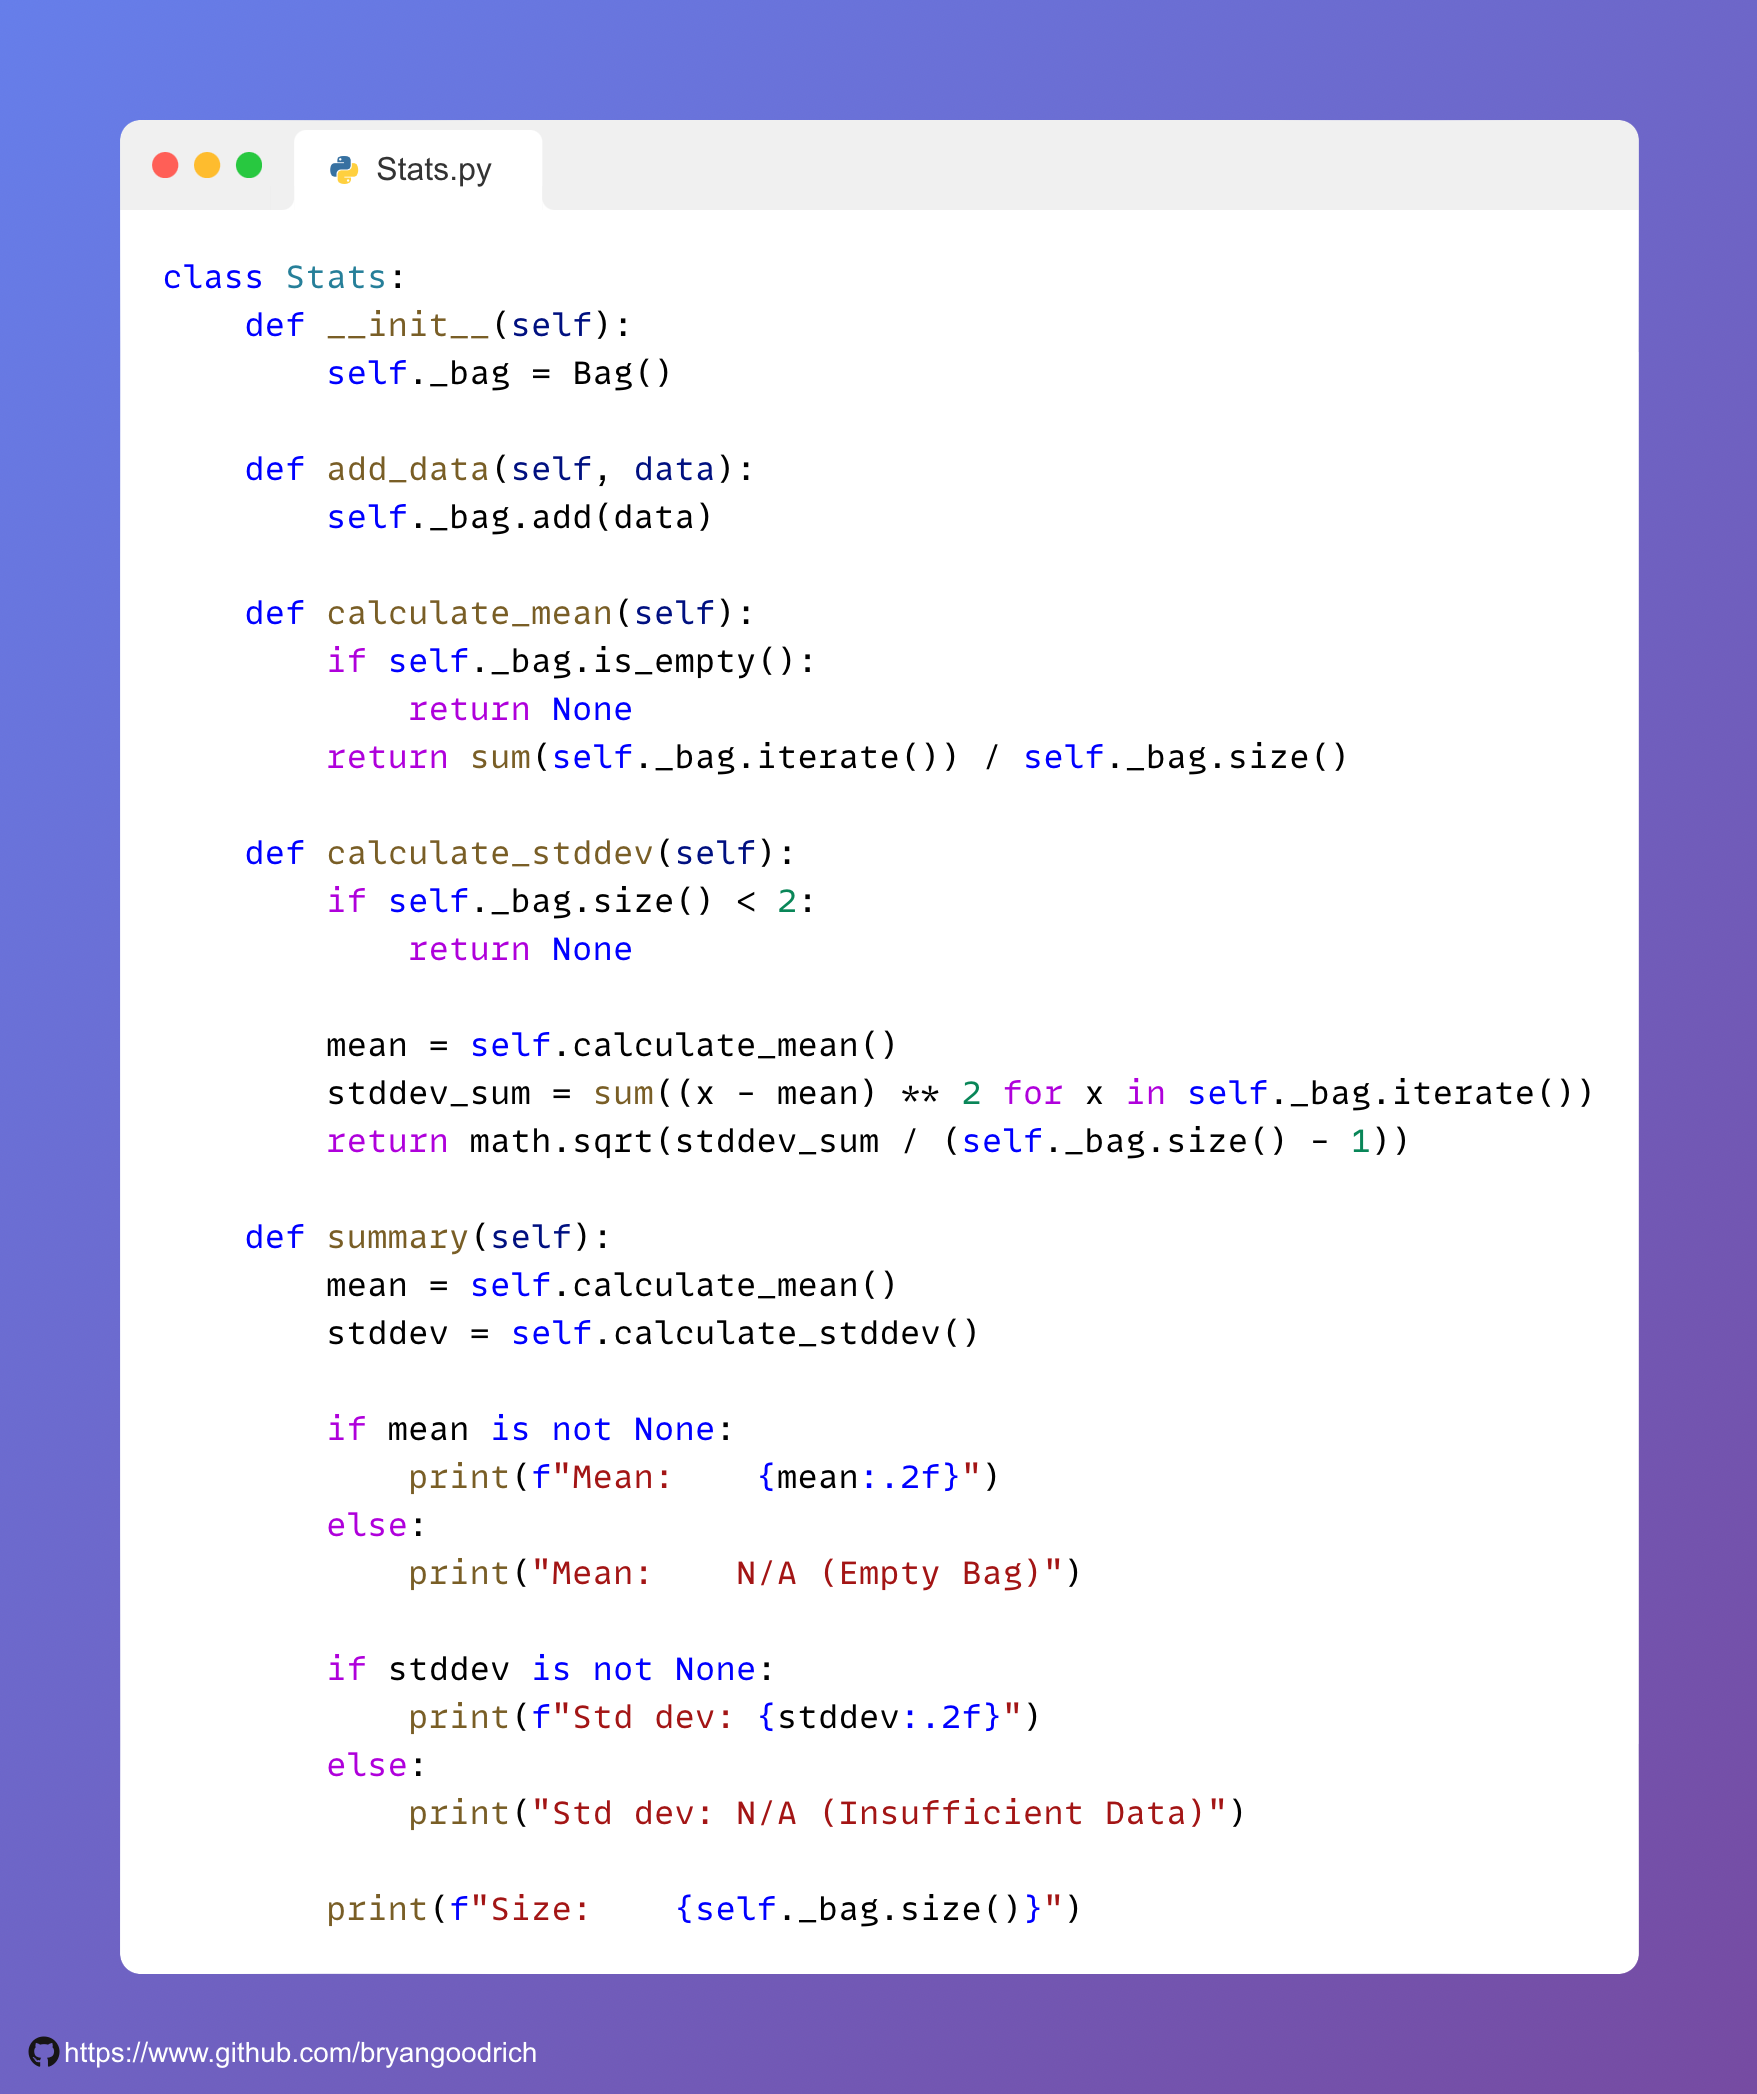 Stats.py
class Stats:
    def __init__(self):
        self._bag = Bag()

    def add_data(self, data):
        self._bag.add(data)

    def calculate_mean(self):
        if self._bag.is_empty():
            return None
        return sum(self._bag.iterate()) / self._bag.size()

    def calculate_stddev(self):
        if self._bag.size() < 2:
            return None

        mean = self.calculate_mean()
        stddev_sum = sum((x - mean) ** 2 for x in self._bag.iterate())
        return math.sqrt(stddev_sum / (self._bag.size() - 1))

    def summary(self):
        mean = self.calculate_mean()
        stddev = self.calculate_stddev()

        if mean is not None:
            print(f"Mean:    {mean:.2f}")
        else:
            print("Mean:    N/A (Empty Bag)")

        if stddev is not None:
            print(f"Std dev: {stddev:.2f}")
        else:
            print("Std dev: N/A (Insufficient Data)")

        print(f"Size:    {self._bag.size()}")
https://www.github.com/bryangoodrich